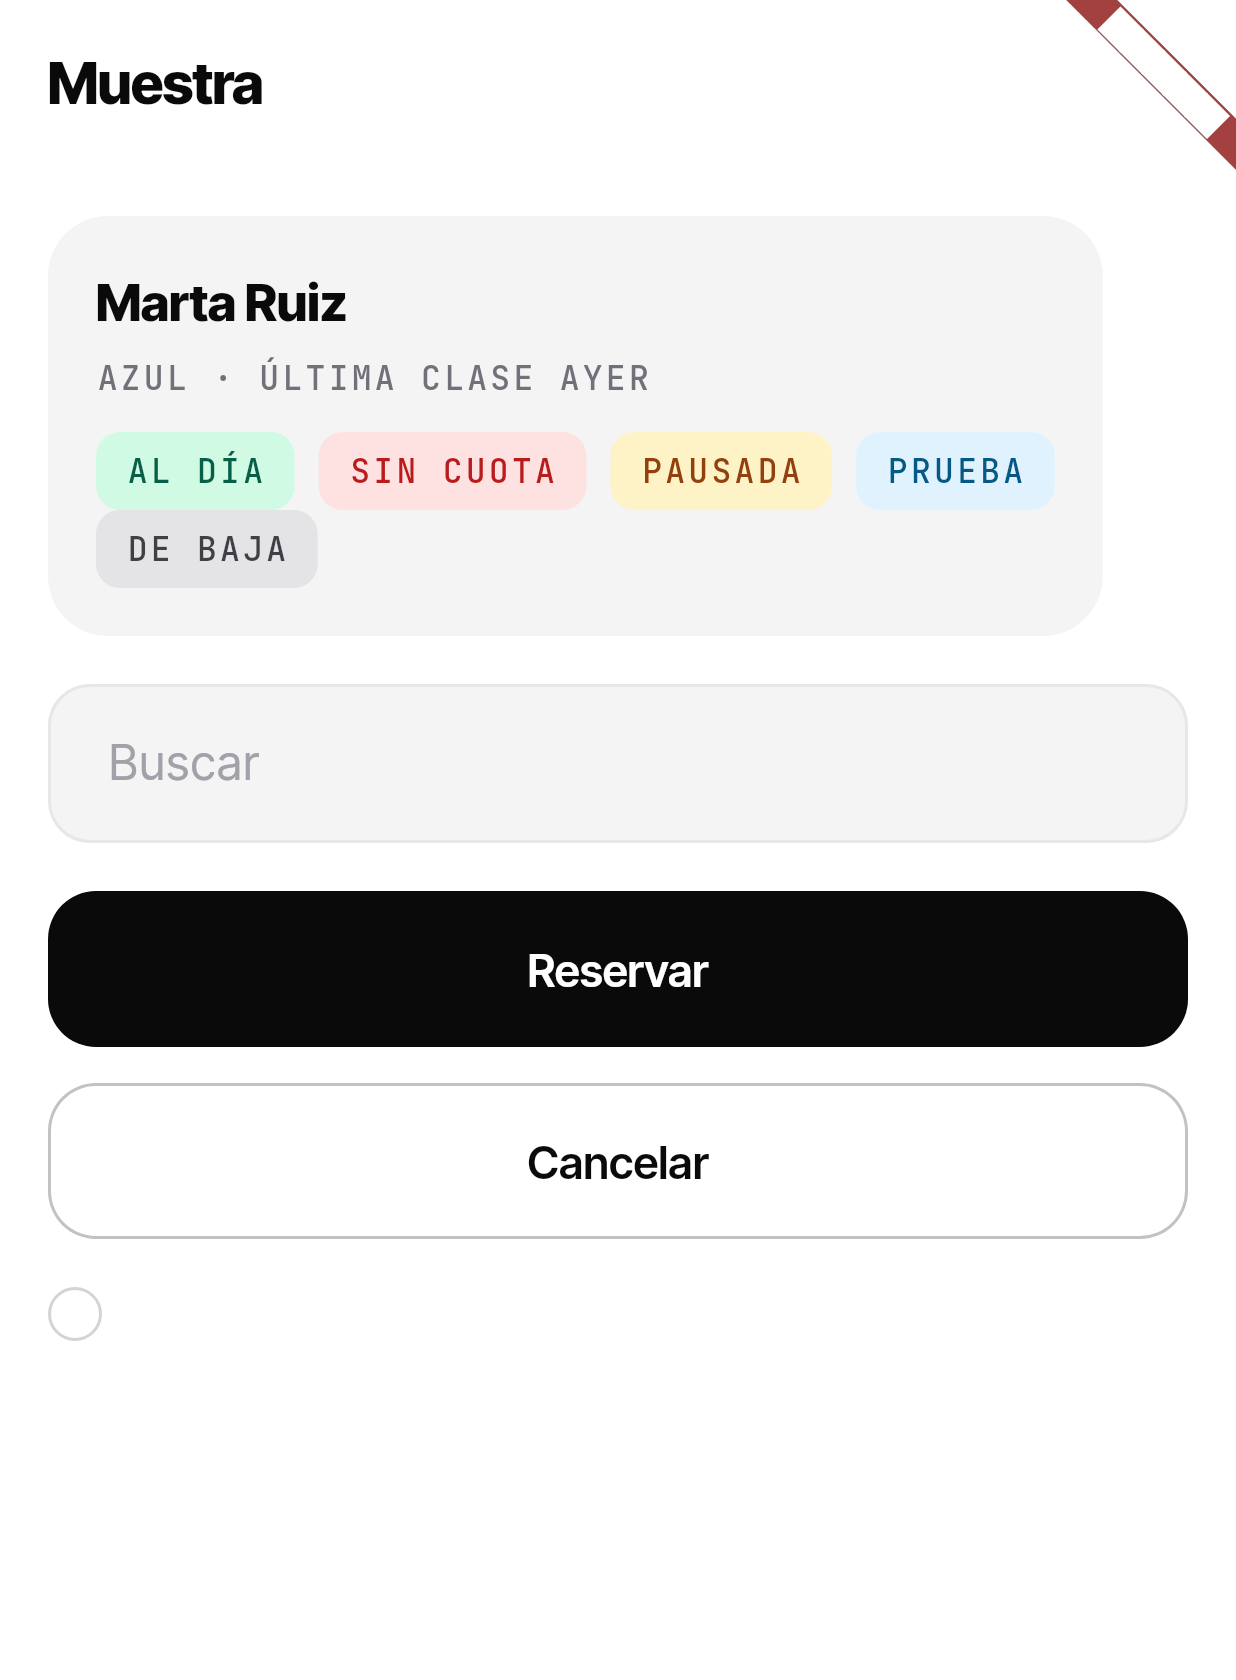 Muestra
Marta Ruiz
AZUL · ÚLTIMA CLASE AYER
AL DÍA SIN CUOTA PAUSADA PRUEBA
DE BAJA
Buscar
Reservar
Cancelar